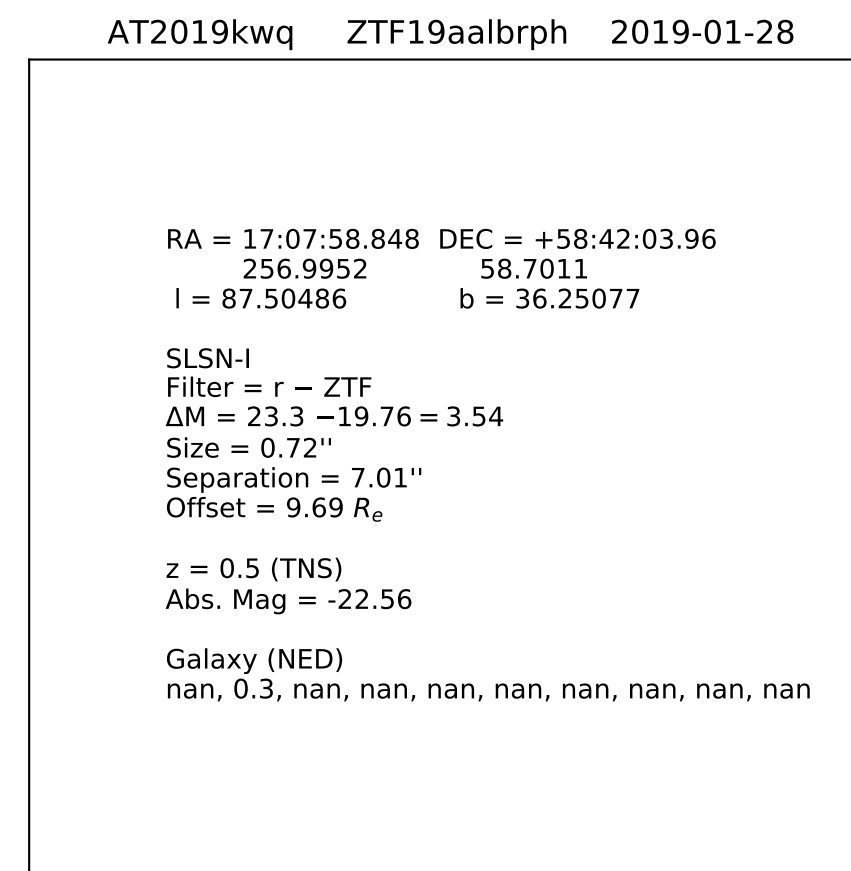 AT2019kwq ZTF19aalbrph 2019-01-28
RA = 17:07:58.848 DEC = +58:42:03.96
256.9952 58.7011
l = 87.50486 b = 36.25077
SLSN-I
Filter = r − ZTF
ΔM = 23.3 −19.76 = 3.54
Size = 0.72''
Separation = 7.01''
Offset = 9.69 Re
z = 0.5 (TNS)
Abs. Mag = -22.56
Galaxy (NED)
nan, 0.3, nan, nan, nan, nan, nan, nan, nan, nan